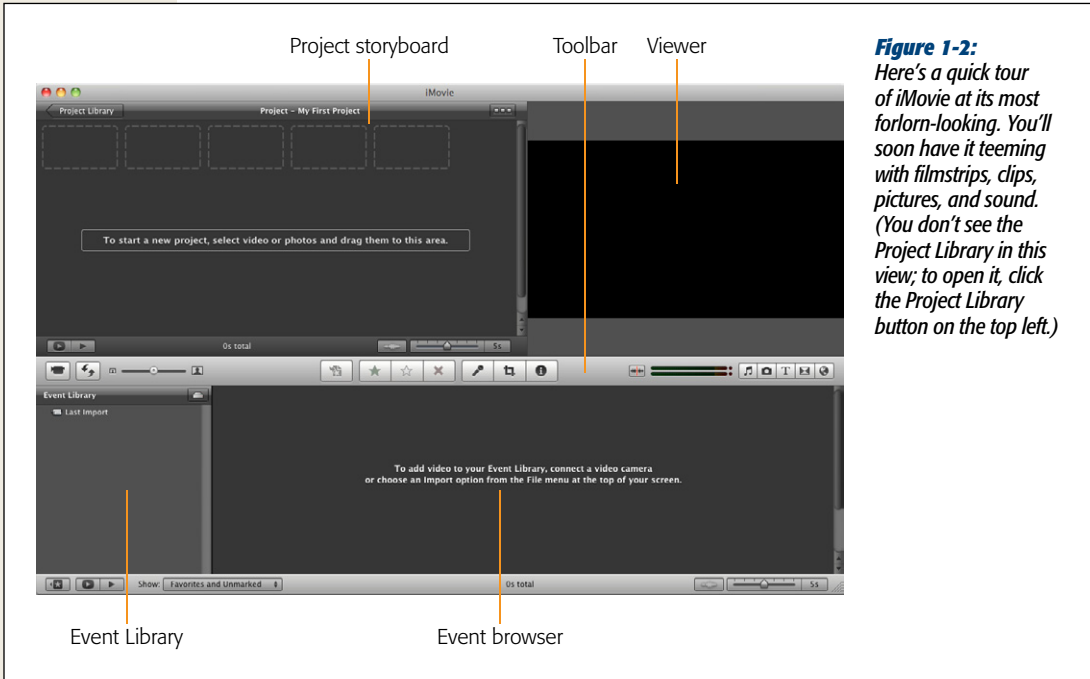 Project storyboard
Toolbar
Viewer
iMovie
Project Library
Project – My First Project
To start a new project, select video or photos and drag them to this area.
0s total
5s
T
Event Library
Last Import
To add video to your Event Library, connect a video camera
or choose an Import option from the File menu at the top of your screen.
Show:
Favorites and Unmarked
0s total
5s
Event Library
Event browser
Figure 1-2:
Here’s a quick tour
of iMovie at its most
forlorn-looking. You’ll
soon have it teeming
with filmstrips, clips,
pictures, and sound.
(You don’t see the
Project Library in this
view; to open it, click
the Project Library
button on the top left.)